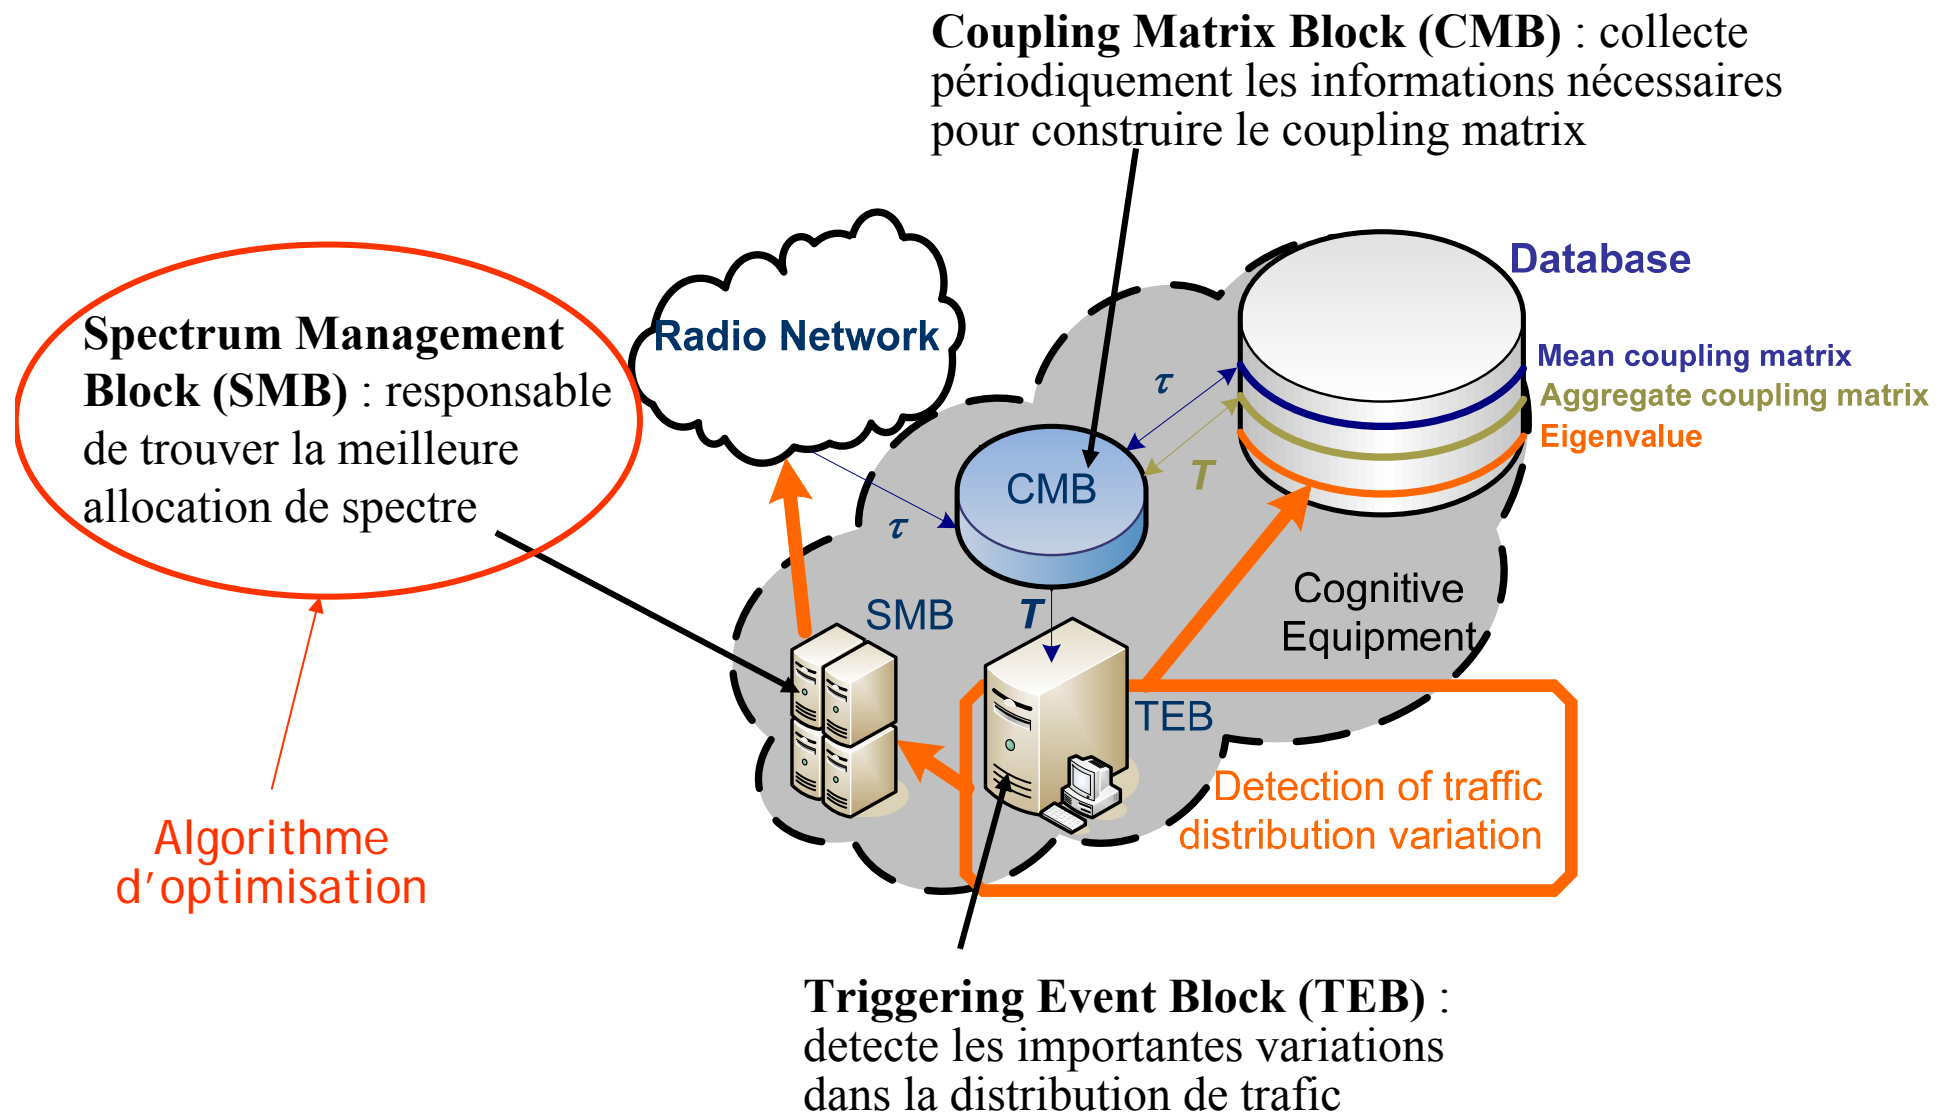 Coupling Matrix Block (CMB) : collecte
périodiquement les informations nécessaires
pour construire le coupling matrix
Database
Radio Network
Spectrum Management
Block (SMB) : responsable
de trouver la meilleure
allocation de spectre
Mean coupling matrix
Aggregate coupling matrix
Eigenvalue
τ
T
CMB
τ
Cognitive
Equipment
SMB
T
TEB
Detection of traffic
distribution variation
Algorithme
d'optimisation
Triggering Event Block (TEB) :
detecte les importantes variations
dans la distribution de trafic